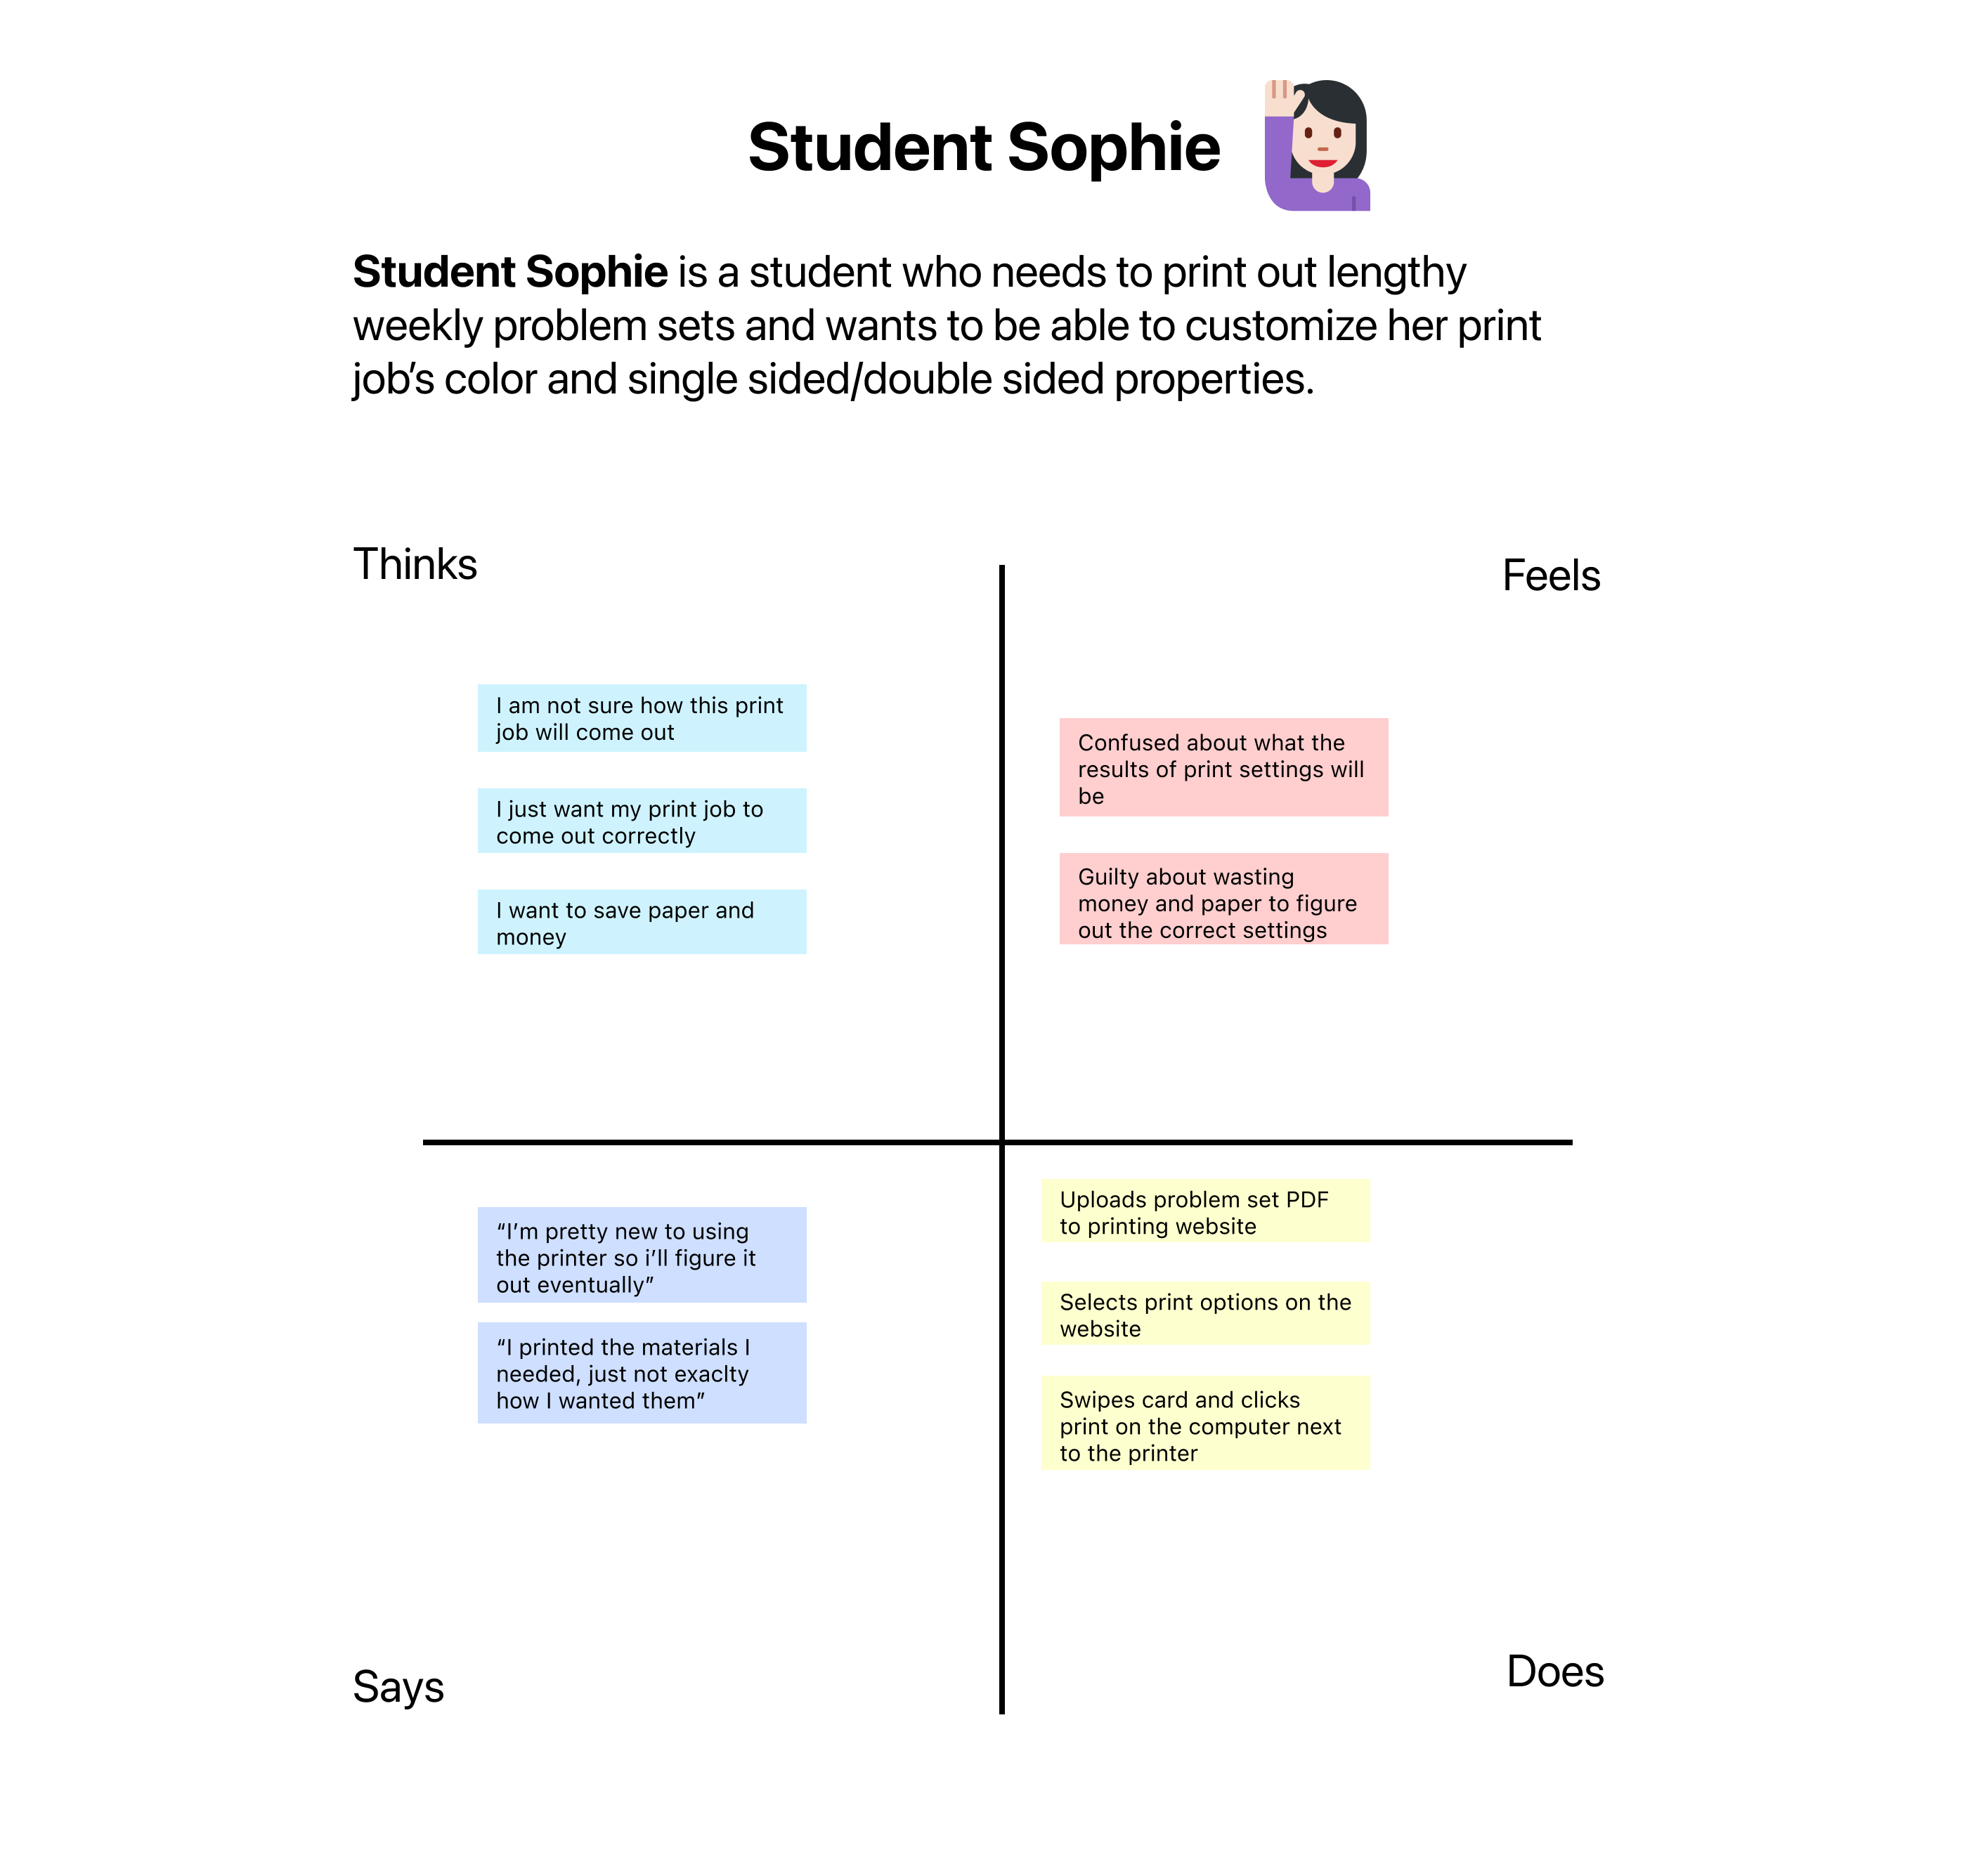 Student Sophie
Student Sophie is a student who needs to print out lengthy
weekly problem sets and wants to be able to customize her print
job’s color and single sided/double sided properties.
Thinks
Feels
I am not sure how this print
job will come out
I just want my print job to
come out correctly
I want to save paper and
money
Confused about what the
results of print settings will
be
Guilty about wasting
money and paper to figure
out the correct settings
“I’m pretty new to using
the printer so i’ll figure it
out eventually”
“I printed the materials I
needed, just not exaclty
how I wanted them”
Uploads problem set PDF
to printing website
Selects print options on the
website
Swipes card and clicks
print on the computer next
to the printer
Says
Does